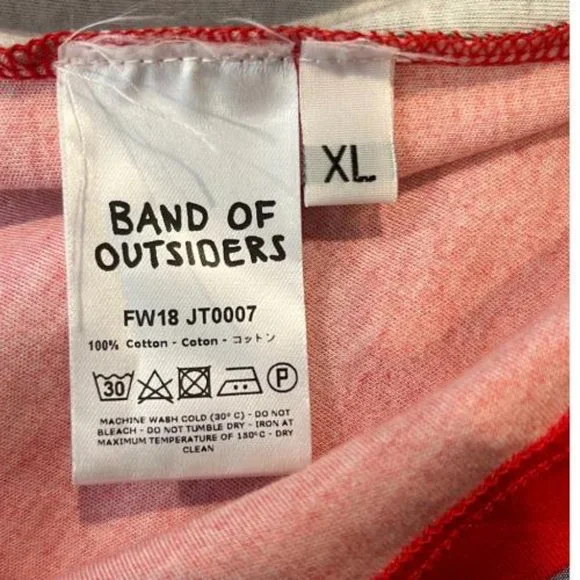 XL
BAND OF
OUTSIDERS
FW18 JT0007
100% Cotton - Coton - コットン
30
P
MACHINE WASH COLD (30° C) - DO NOT
BLEACH - DO NOT TUMBLE DRY - IRON AT
MAXIMUM TEMPERATURE OF 150°C - DRY
CLEAN